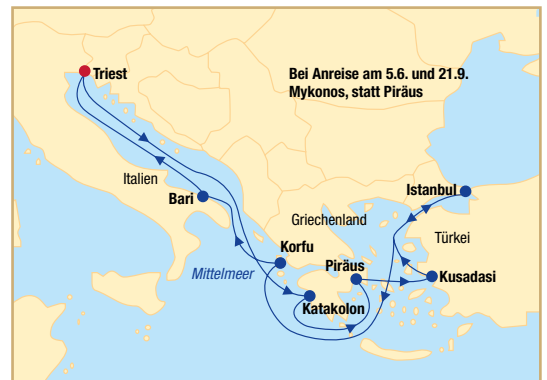 Triest
Bei Anreise am 5.6. und 21.9.
Mykonos, statt Piräus
Italien
Bari
Istanbul
Griechenland
Türkei
Korfu
Piräus
Mittelmeer
Kusadasi
Katakolon